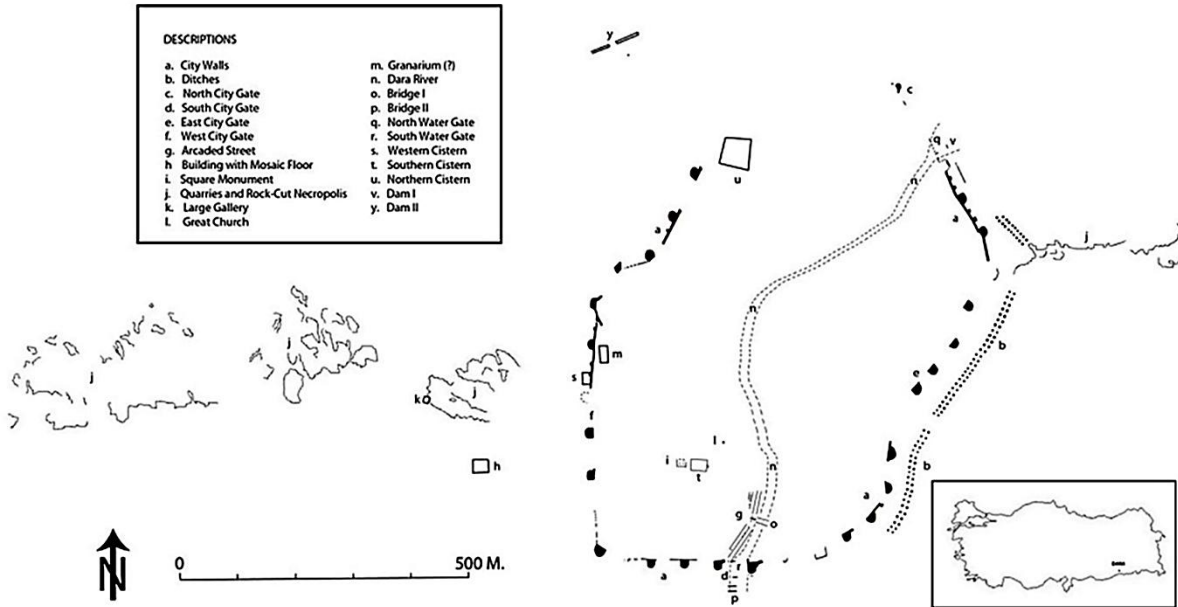 DESCRIPTIONS
a. City Walls
b. Ditches
c. North City Gate
d. South City Gate
e. East City Gate
f. West City Gate
g. Arcaded Street
h Building with Mosaic Floor
i. Square Monument
j. Quarries and Rock-Cut Necropolis
k. Large Gallery
l. Great Church
m. Granarium (?)
n. Dara River
o. Bridge I
p. Bridge II
q. North Water Gate
r. South Water Gate
s. Western Cistern
t. Southern Cistern
u. Northern Cistern
v. Dam I
y. Dam II
y
c
q v
u
n
a
a
j
n
b
m
s
e
j
j
k
f
l
i
t
n
h
b
a
g
o
a
d
r
p
N
0
500 M.